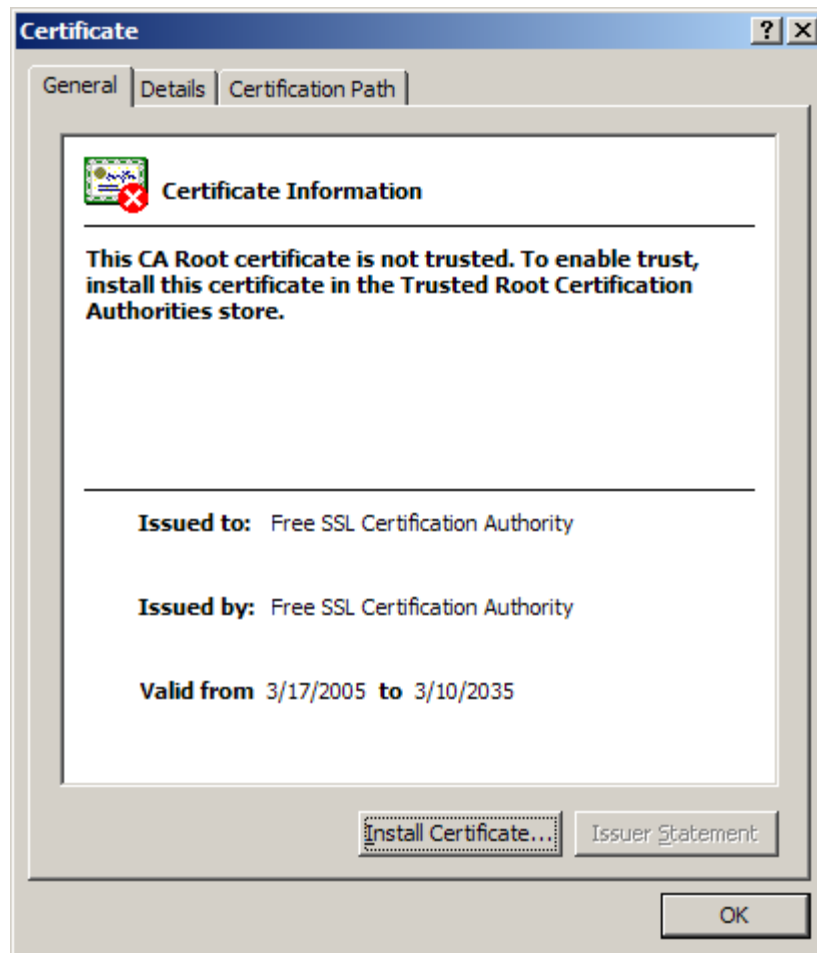 Certificate
General Details Certification Path
Certificate Information
This CA Root certificate is not trusted. To enable trust,
install this certificate in the Trusted Root Certification
Authorities store.
Issued to: Free SSL Certification Authority
Issued by: Free SSL Certification Authority
Valid from 3/17/2005 to 3/10/2035
Install Certificate... Issuer Statement
OK